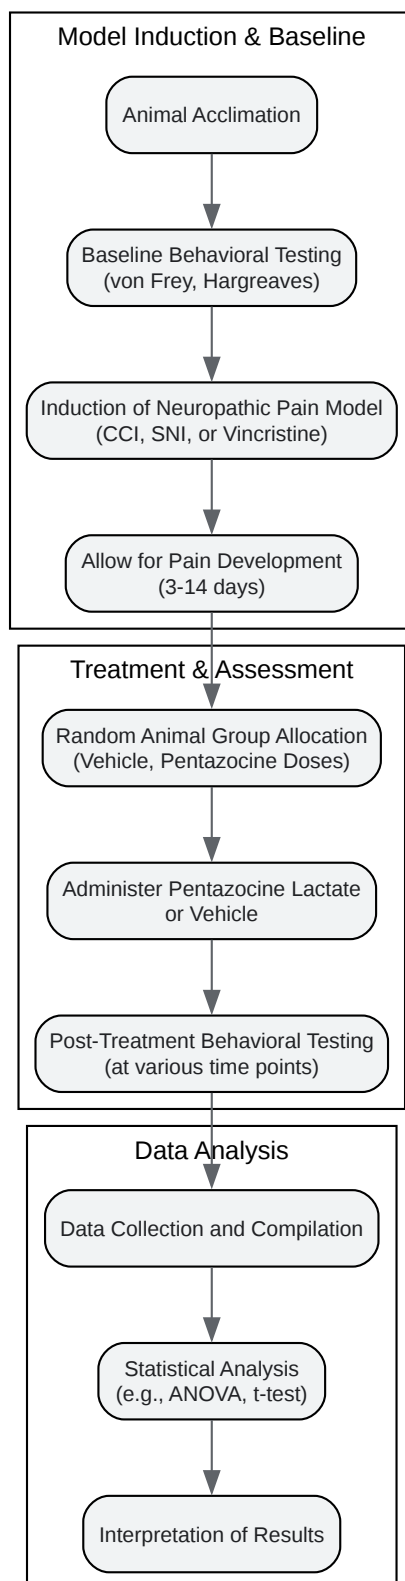 Model Induction & Baseline
Animal Acclimation
Baseline Behavioral Testing
(von Frey, Hargreaves)
Induction of Neuropathic Pain Model
(CCI, SNI, or Vincristine)
Allow for Pain Development
(3-14 days)
Treatment & Assessment
Random Animal Group Allocation
(Vehicle, Pentazocine Doses)
Administer Pentazocine Lactate
or Vehicle
Post-Treatment Behavioral Testing
(at various time points)
Data Analysis
Data Collection and Compilation
Statistical Analysis
(e.g., ANOVA, t-test)
Interpretation of Results